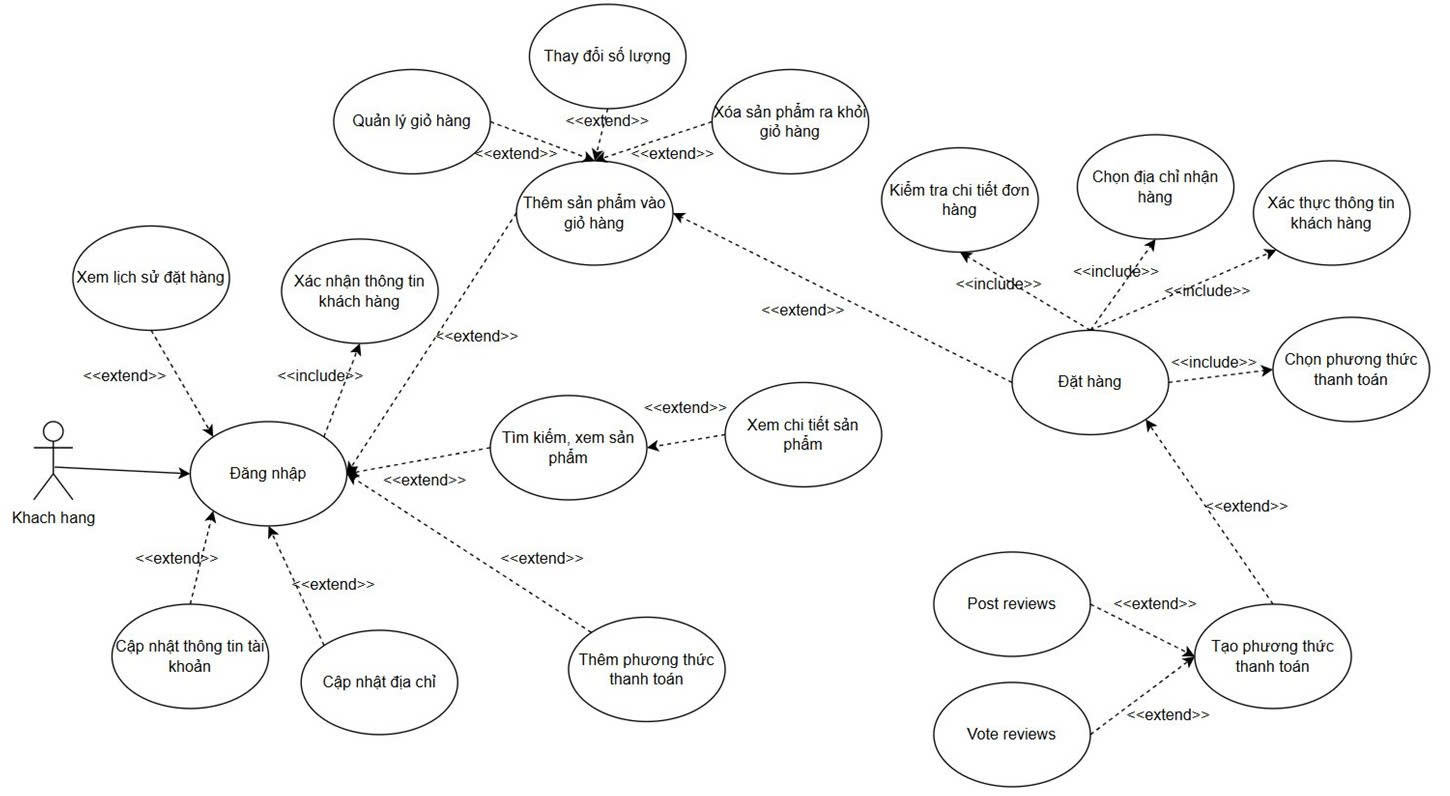 Thay đổi số lượng
Quản lý giỏ hàng
<<extend>>
Xóa sản phẩm ra khỏi
giỏ hàng
<<extend>>
<<extend>>
Thêm sản phẩm vào
giỏ hàng
Kiểm tra chi tiết đơn
hàng
Chọn địa chỉ nhận
hàng
Xác thực thông tin
khách hàng
Xem lịch sử đặt hàng
Xác nhận thông tin
khách hàng
<<include>>
<<include>>
<<include>>
<<extend>>
<<extend>>
<<extend>>
<<include>>
<<include>>
Chọn phương thức
thanh toán
Đặt hàng
Tìm kiếm, xem sản
phẩm
<<extend>>
Xem chi tiết sản
phẩm
Đăng nhập
<<extend>>
Khach hang
<<extend>>
<<extend>>
<<extend>>
<<extend>>
Post reviews
<<extend>>
Cập nhật thông tin tài
khoản
Cập nhật địa chỉ
Thêm phương thức
thanh toán
Tạo phương thức
thanh toán
<<extend>>
Vote reviews